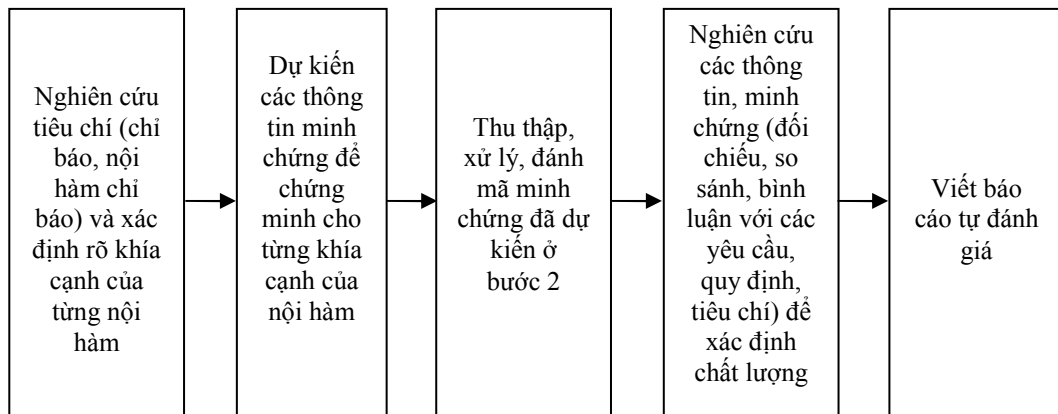 Nghiên cứu
tiêu chí (chỉ
báo, nội
hàm chỉ
báo) và xác
định rõ khía
cạnh của
từng nội
hàm
Dự kiến
các thông
tin minh
chứng để
chứng
minh cho
từng khía
cạnh của
nội hàm
Thu thập,
xử lý, đánh
mã minh
chứng đã dự
kiến ở
bước 2
Nghiên cứu
các thông
tin, minh
chứng (đối
chiếu, so
sánh, bình
luận với các
yêu cầu,
quy định,
tiêu chí) để
xác định
chất lượng
Viết báo
cáo tự đánh
giá